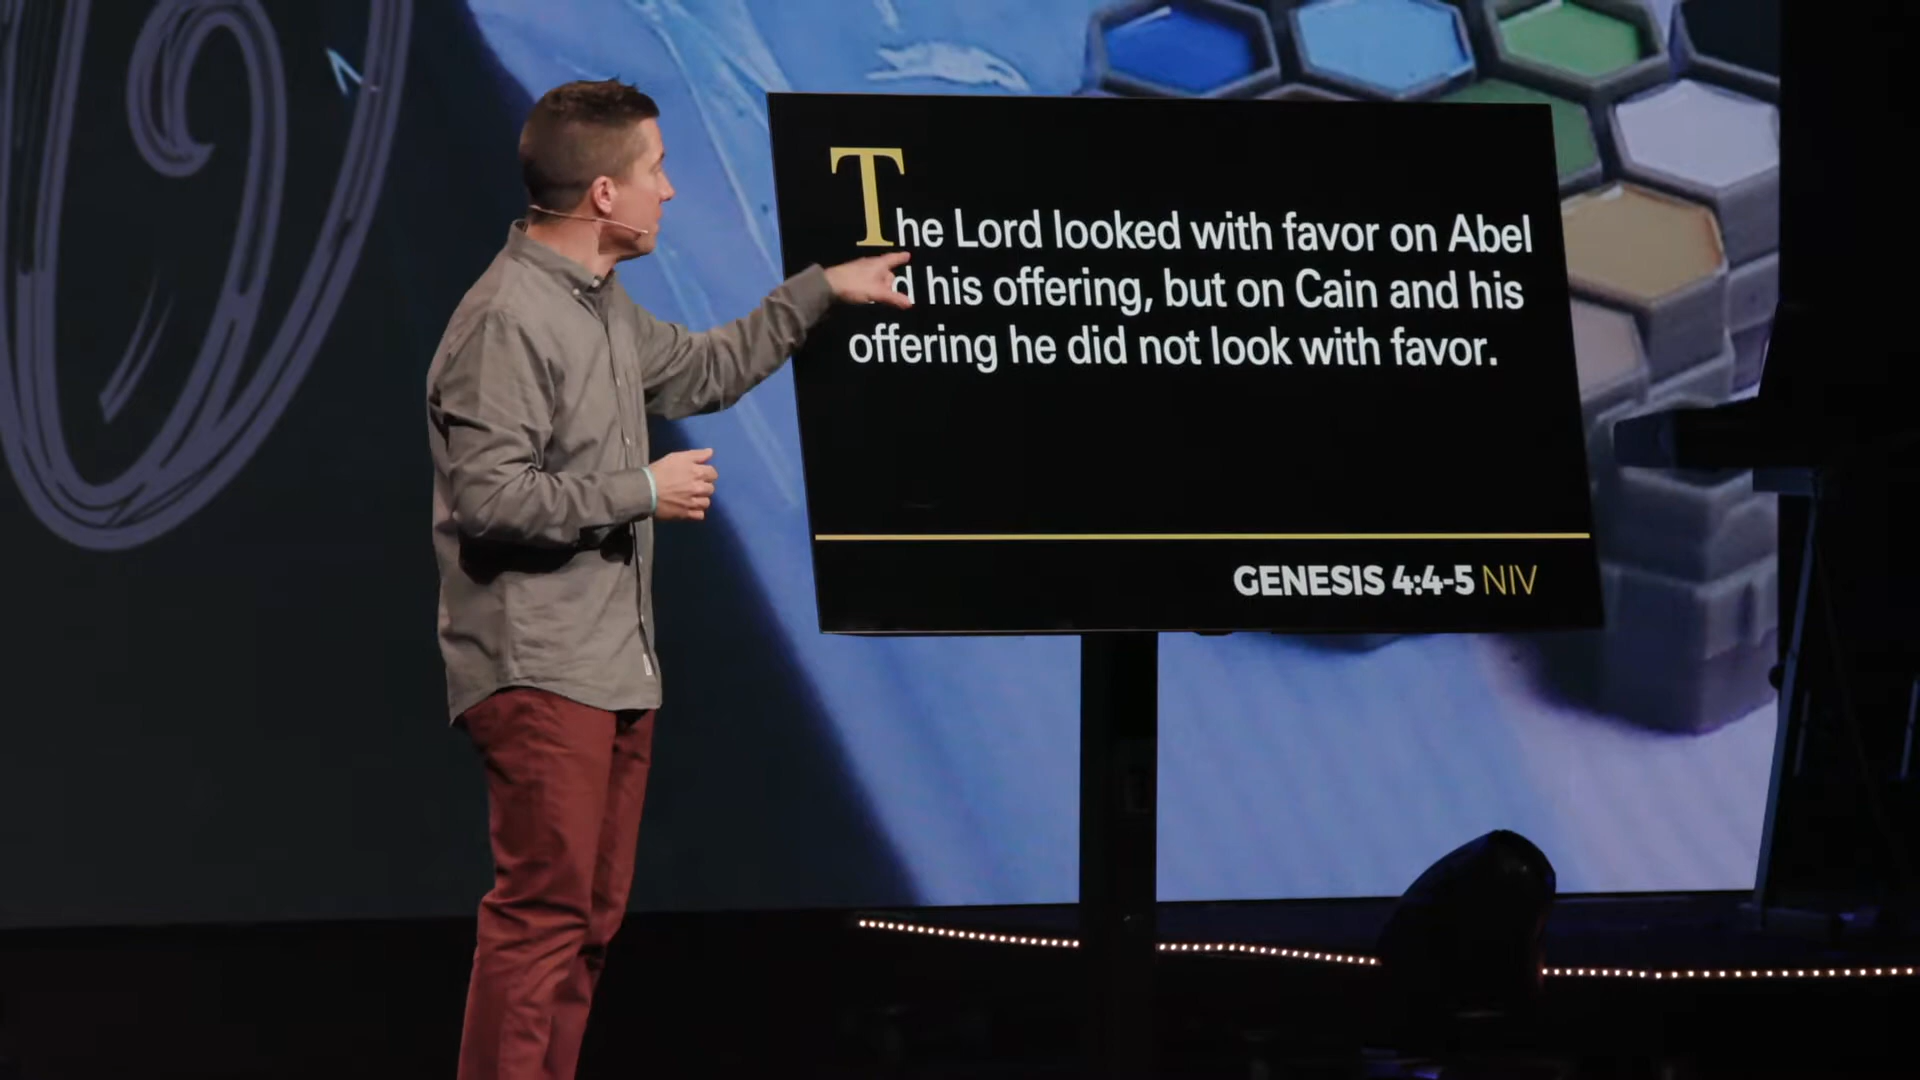 The Lord looked with favor on Abel
d his offering, but on Cain and his
offering he did not look with favor.
GENESIS 4:4-5 NIV